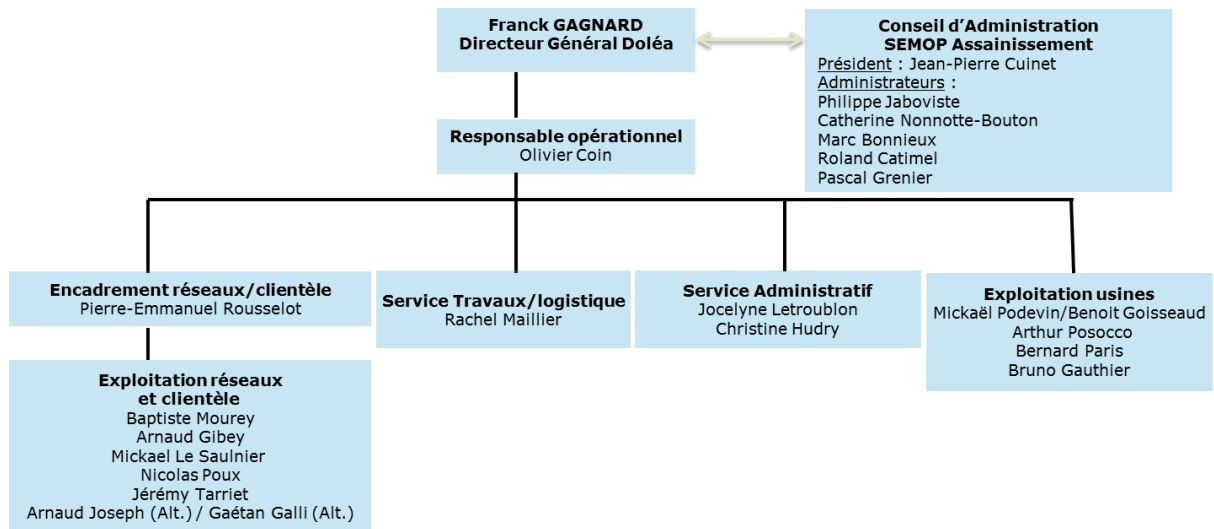 Franck GAGNARD
Directeur Général Doléa
Conseil d’Administration
SEMOP Assainissement
Président : Jean-Pierre Cuinet
Administrateurs :
Philippe Jaboviste
Catherine Nonnotte-Bouton
Marc Bonnieux
Roland Catimel
Pascal Grenier
Responsable opérationnel
Olivier Coin
Encadrement réseaux/clientèle
Pierre-Emmanuel Rousselot
Service Travaux/logistique
Rachel Maillier
Service Administratif
Jocelyne Letroublon
Christine Hudry
Exploitation usines
Mickaël Podevin/Benoit Goisseaud
Arthur Posocco
Bernard Paris
Bruno Gauthier
Exploitation réseaux
et clientèle
Baptiste Mourey
Arnaud Gibey
Mickael Le Saulnier
Nicolas Poux
Jérémy Tarriet
Arnaud Joseph (Alt.) / Gaétan Galli (Alt.)